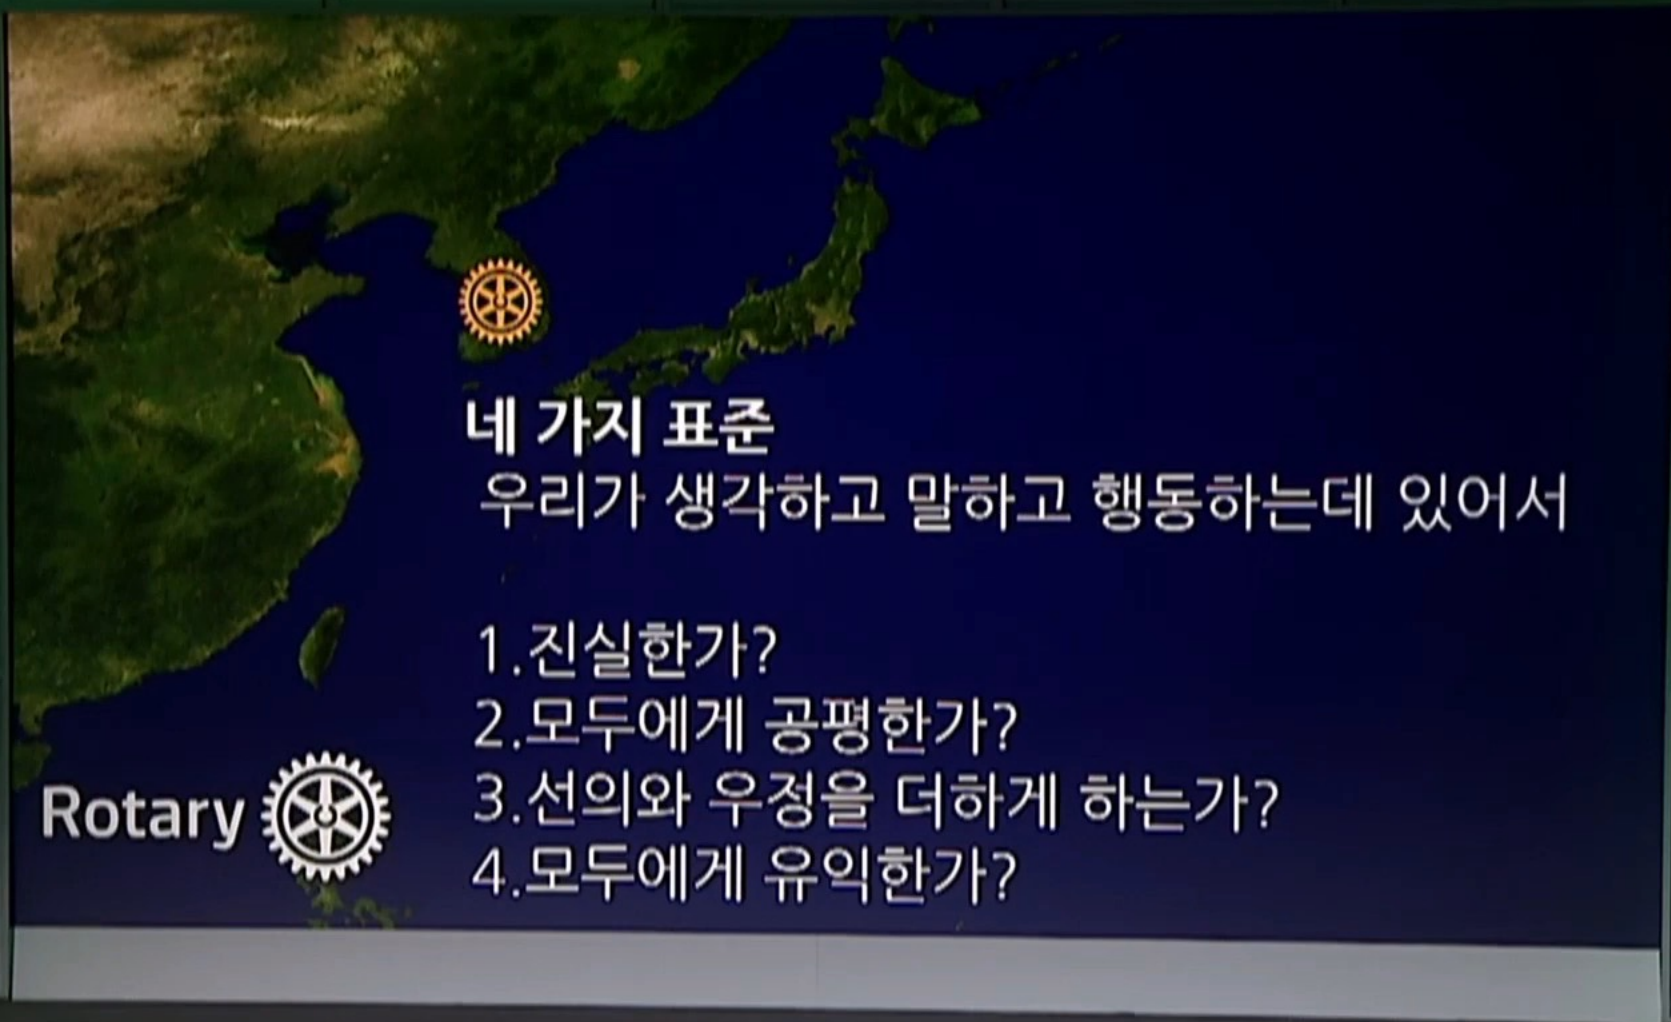 네 가지 표준
우리가 생각하고 말하고 행동하는데 있어서
1.진실한가?
2.모두에게 공평한가?
3.선의와 우정을 더하게 하는가?
4.모두에게 유익한가?
Rotary